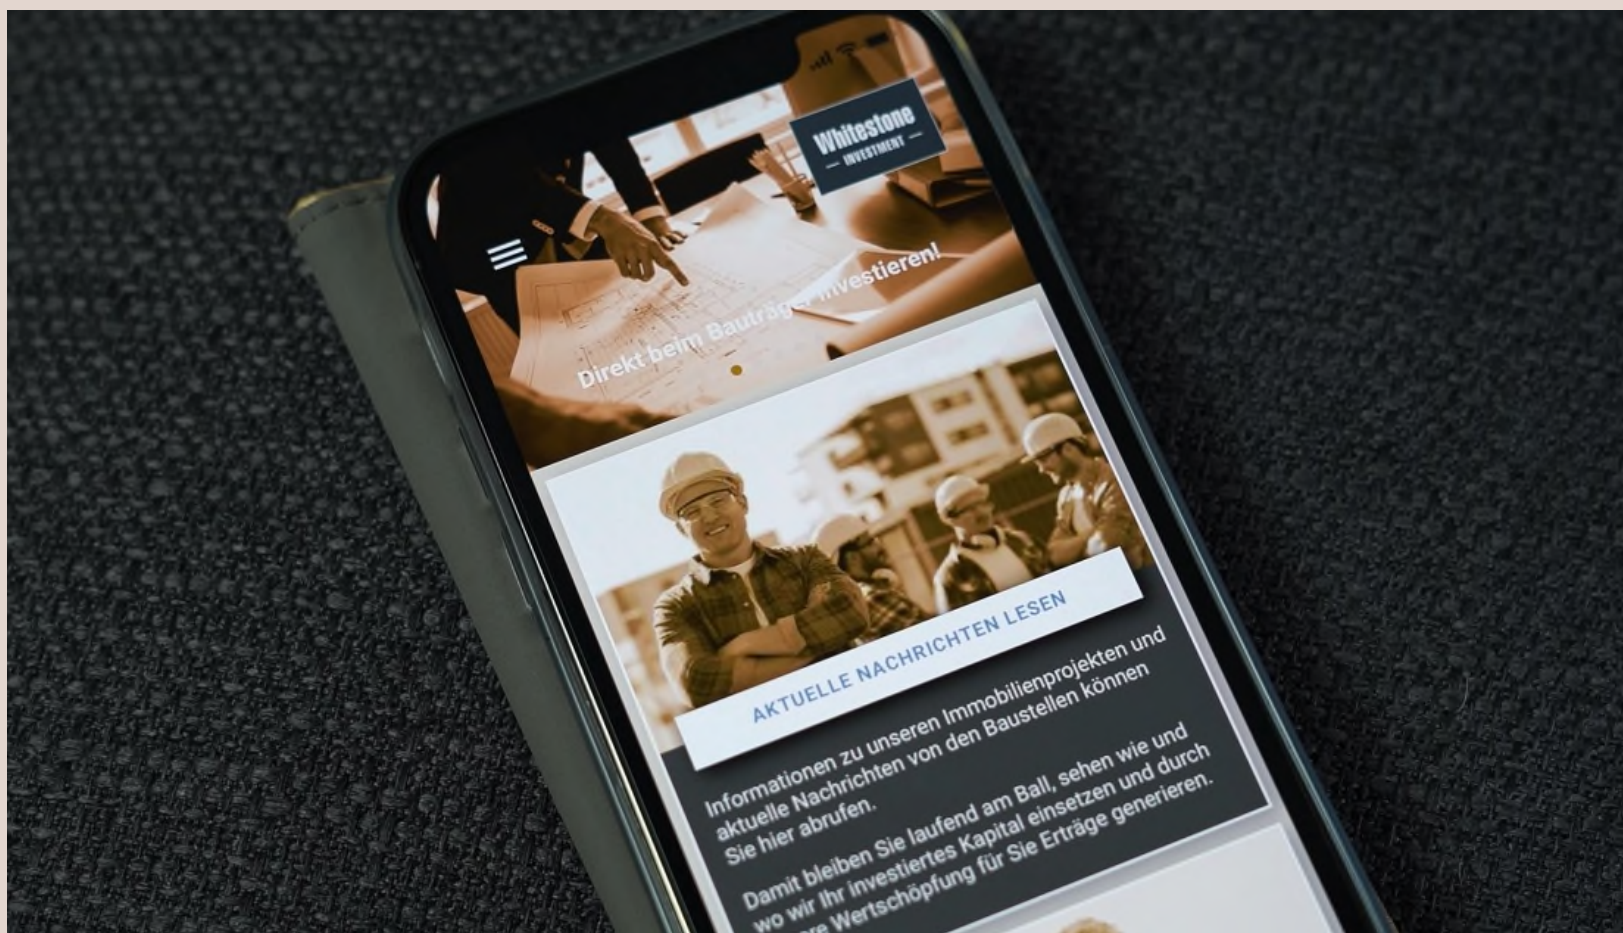 Whitestone
INVESTMENT
Direkt beim Bauträger investieren!
AKTUELLE NACHRICHTEN LESEN
Informationen zu unseren Immobilienprojekten und
aktuelle Nachrichten von den Baustellen können
Sie hier abrufen.
Damit bleiben Sie laufend am Ball, sehen wie und
wo wir Ihr investiertes Kapital einsetzen und durch
Wertschöpfung für Sie Erträge generieren.